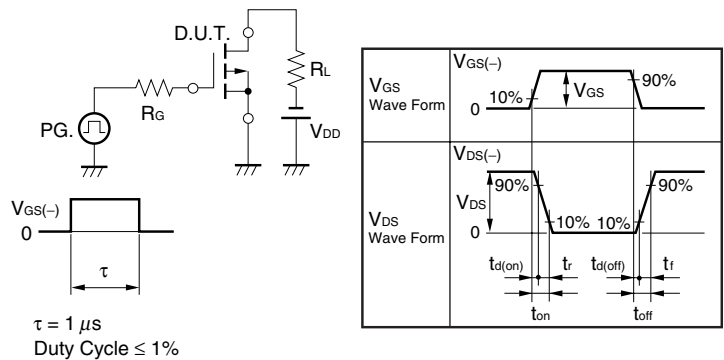 D.U.T.
RL
RG
PG.
VDD
VGS(−)
0
τ
τ = 1 μs
Duty Cycle ≤ 1%
VGS
Wave Form
VGS(−)
10%
0
VGS
90%
VDS
Wave Form
VDS(−)
90%
VDS
0
10% 10%
90%
td(on) tr td(off) tf
ton toff